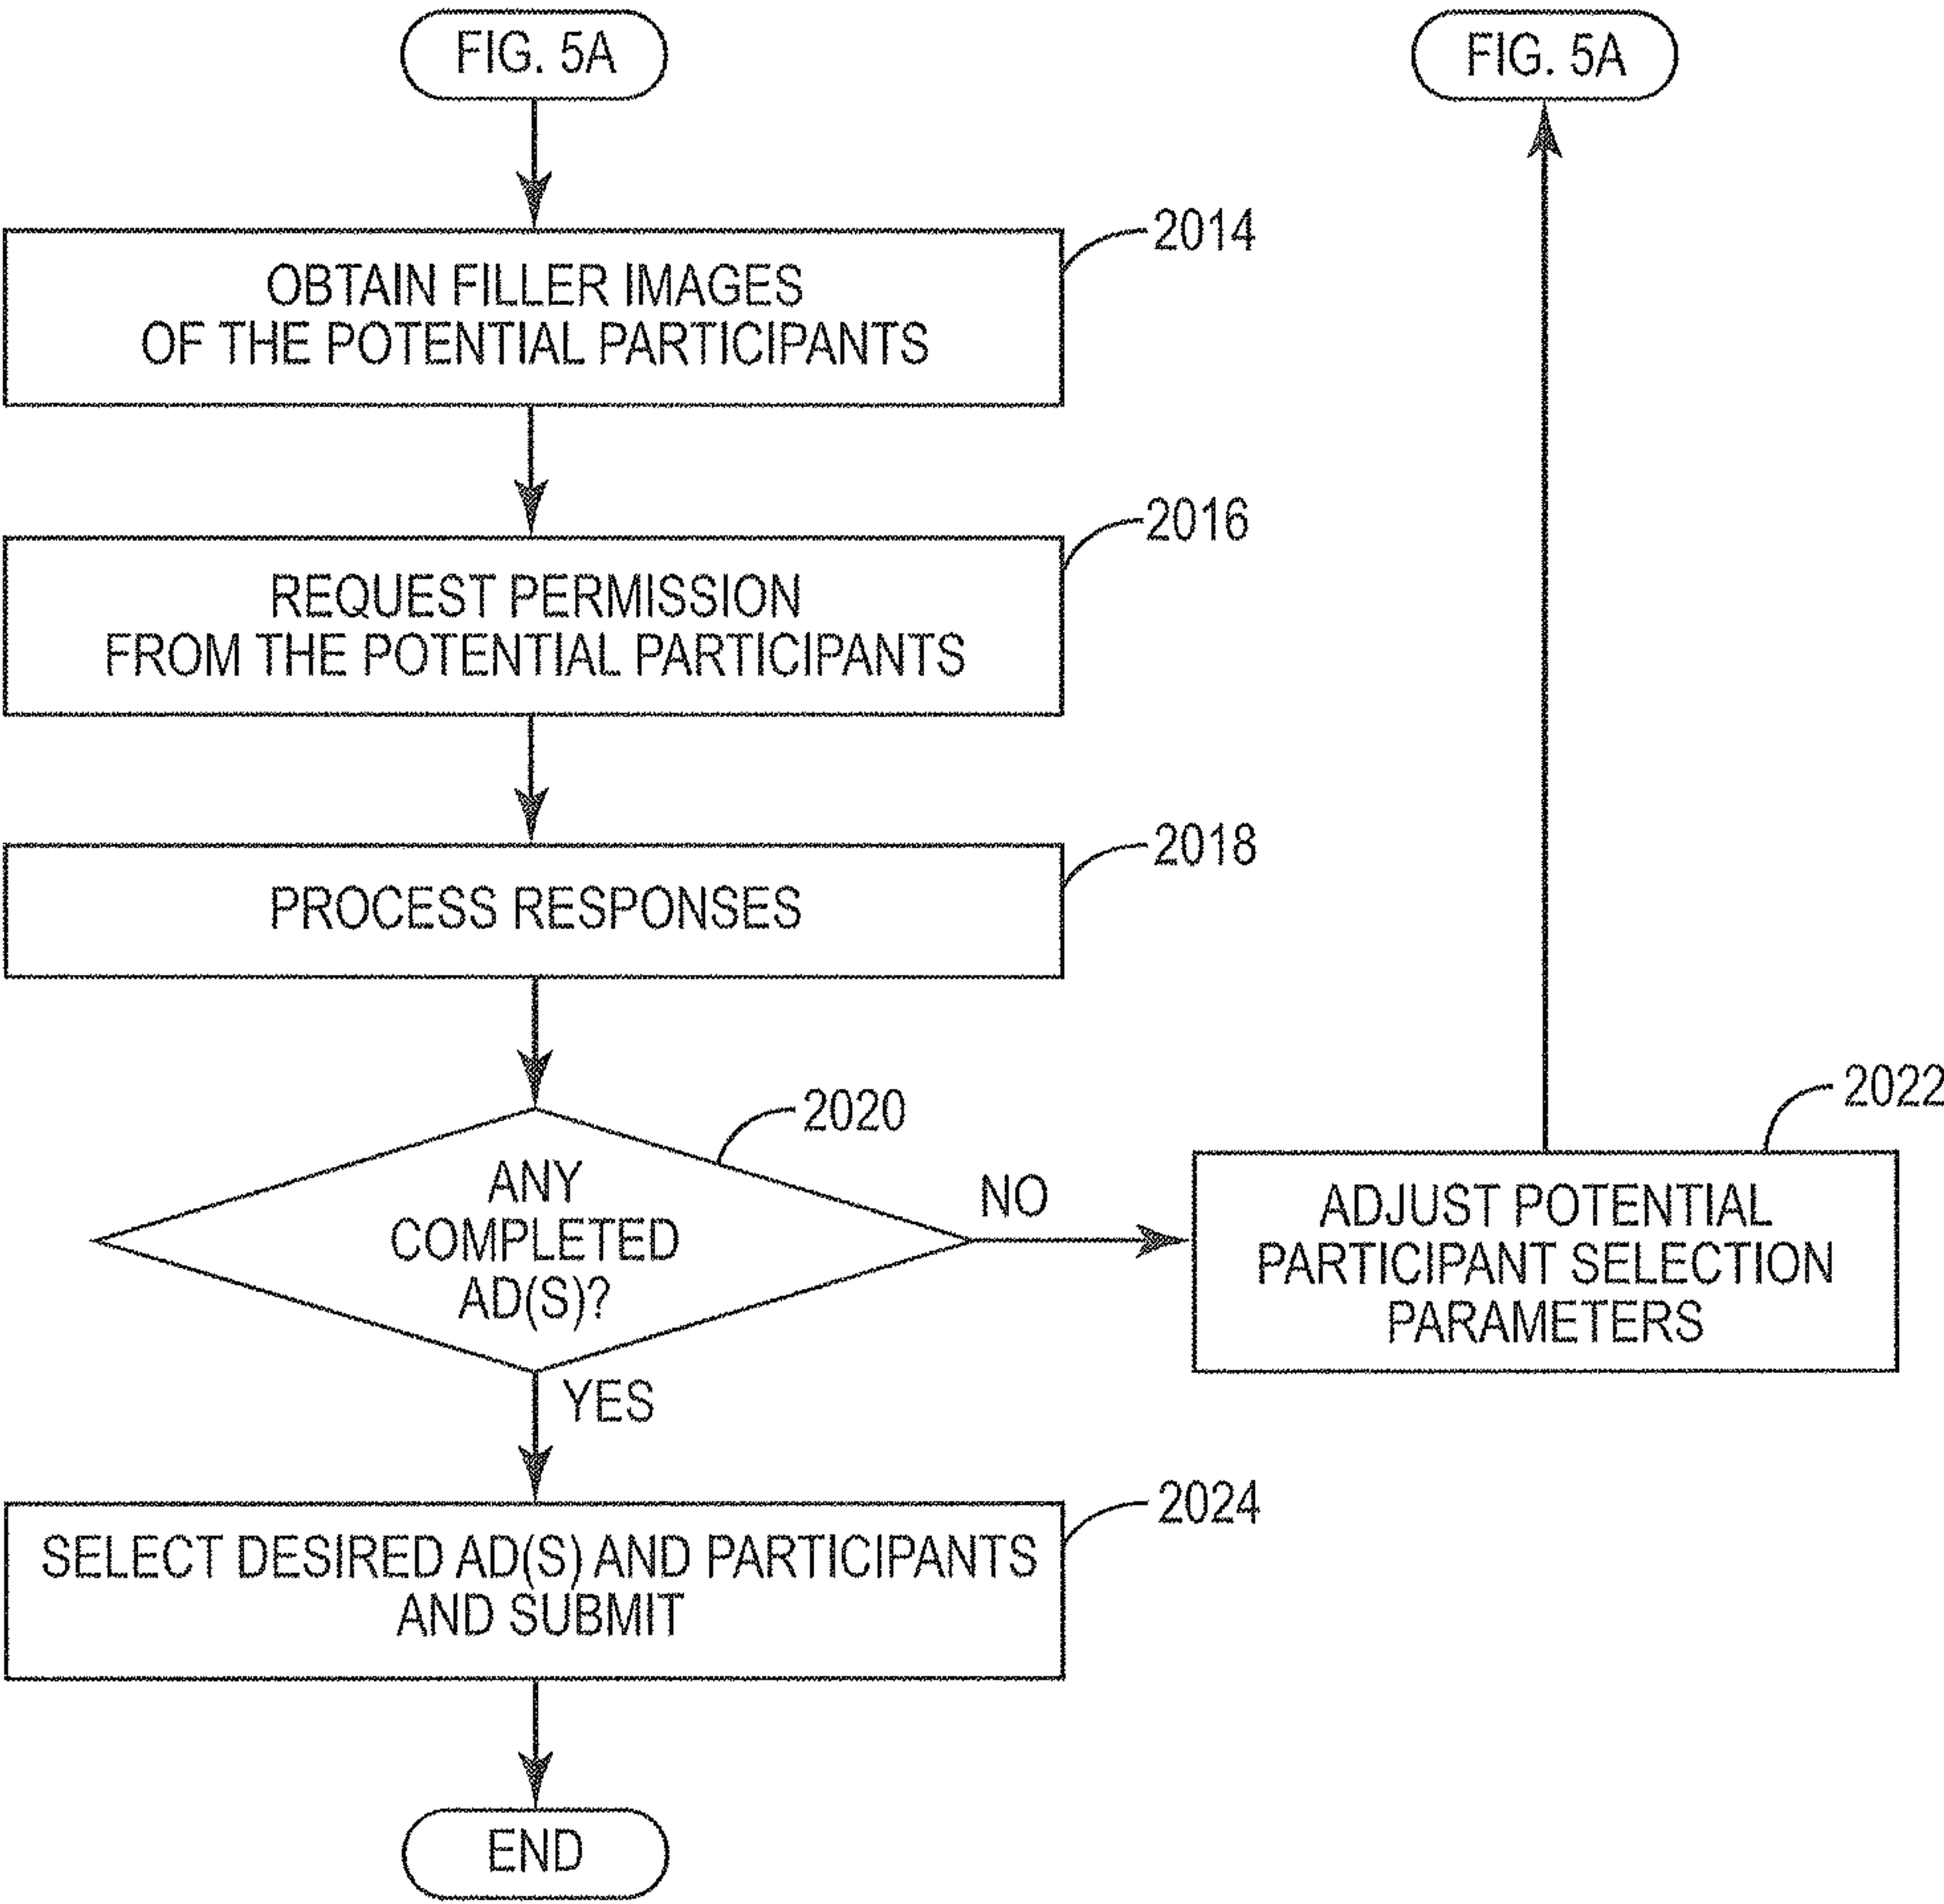 FIG. 5A
FIG. 5A
2014
OBTAIN FILLER IMAGES
OF THE POTENTIAL PARTICIPANTS
2016
REQUEST PERMISSION
FROM THE POTENTIAL PARTICIPANTS
2018
PROCESS RESPONSES
2020
ANY
COMPLETED
AD(S)?
NO
2022
ADJUST POTENTIAL
PARTICIPANT SELECTION
PARAMETERS
YES
2024
SELECT DESIRED AD(S) AND PARTICIPANTS
AND SUBMIT
END